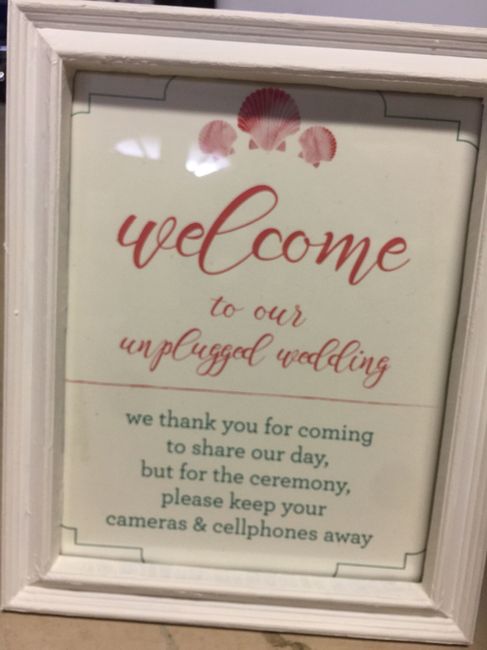 welcome
to our
unplugged wedding
we thank you for coming
to share our day,
but for the ceremony,
please keep your
cameras & cellphones away